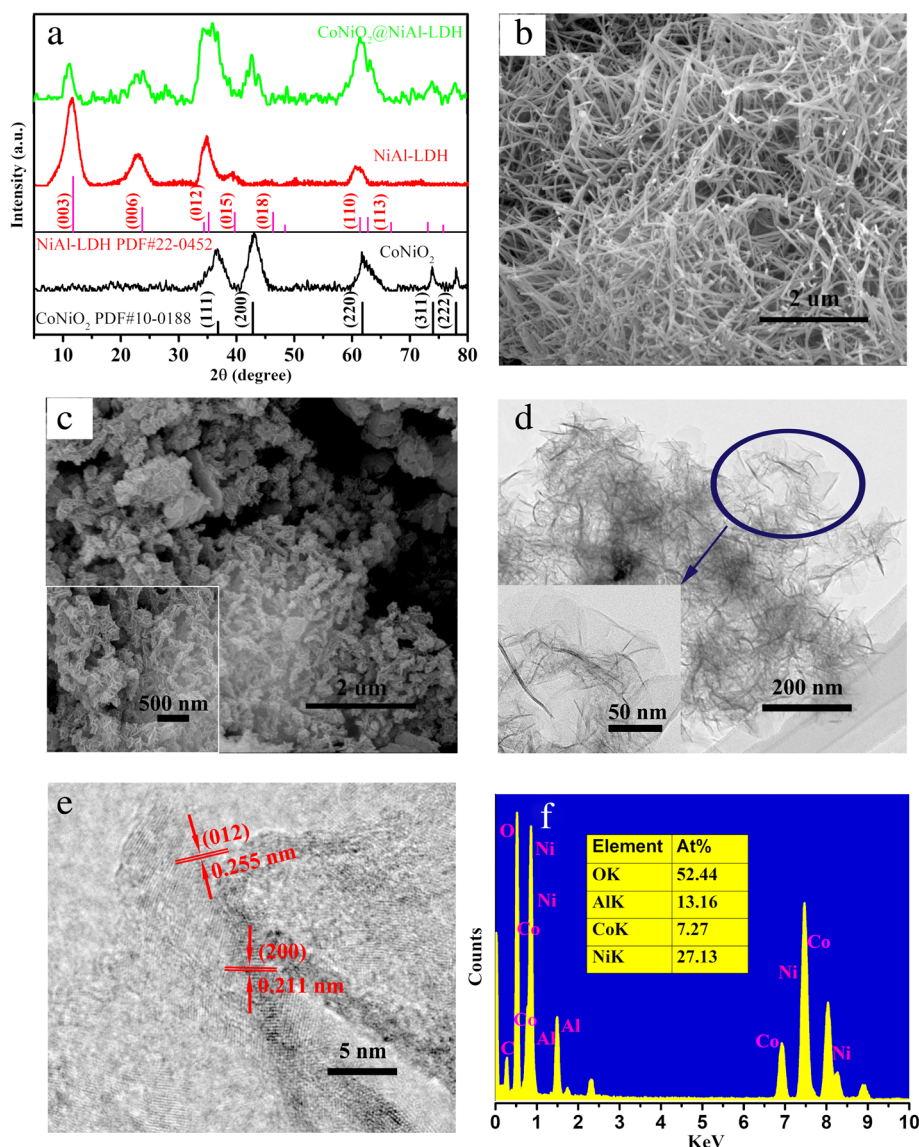 a
CoNiO₂@NiAl-LDH
NiAl-LDH
(003)
(006)
(012)
(015)
(018)
(110)
(113)
NiAl-LDH PDF#22-0452
CoNiO₂
(111)
(200)
(220)
(311)
(222)
CoNiO₂ PDF#10-0188
Intensity (a.u.)
10 20 30 40 50 60 70 80
2θ (degree)
b
2 um
c
500 nm
2 um
d
50 nm
200 nm
e
(012)
0.255 nm
(200)
0.211 nm
5 nm
f
O
Ni
Ni
Co
Co
C
Al
Al
Element At%
OK 52.44
AlK 13.16
CoK 7.27
NiK 27.13
Co
Ni
Co
Ni
Counts
0 1 2 3 4 5 6 7 8 9 10
KeV